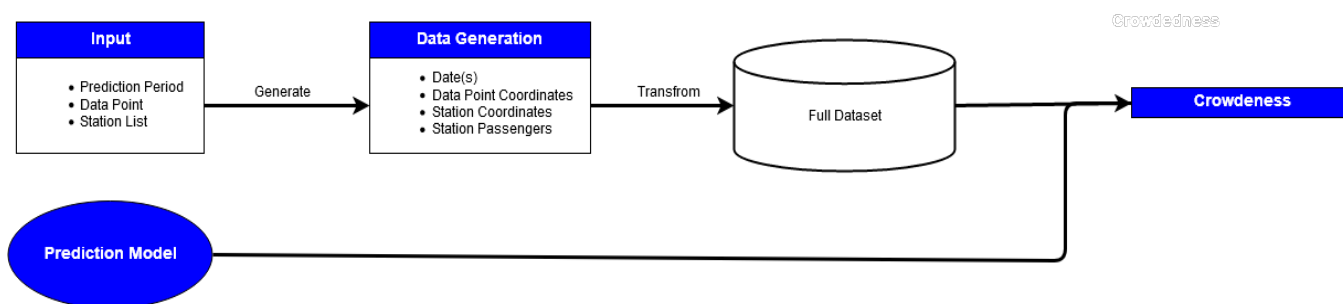 Crowdedness
Input
Prediction Period
Data Point
Station List
Generate
Data Generation
Date(s)
Data Point Coordinates
Station Coordinates
Station Passengers
Transfrom
Full Dataset
Crowdeness
Prediction Model